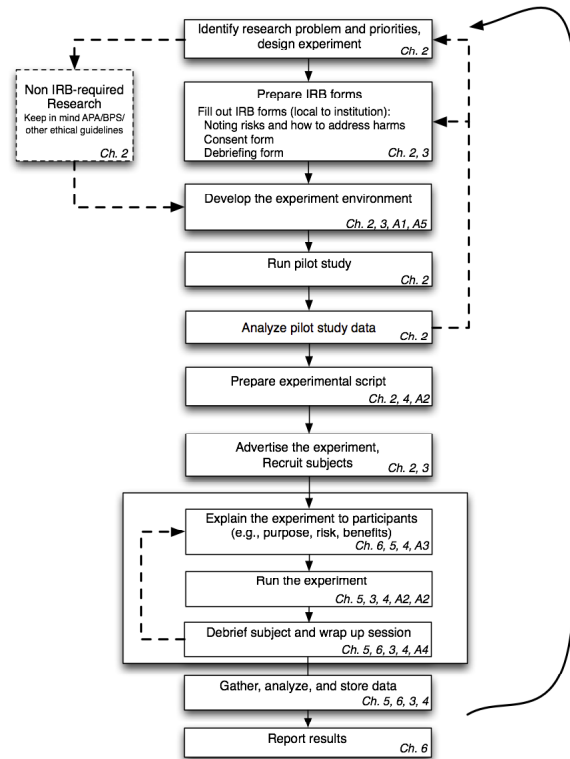 Identify research problem and priorities,
design experiment
Ch. 2
Non IRB-required
Research
Keep in mind APA/BPS/
other ethical guidelines
Ch. 2
Prepare IRB forms
Fill out IRB forms (local to institution):
Noting risks and how to address harms
Consent form
Debriefing form
Ch. 2, 3
Develop the experiment environment
Ch. 2, 3, A1, A5
Run pilot study
Ch. 2
Analyze pilot study data
Ch. 2
Prepare experimental script
Ch. 2, 4, A2
Advertise the experiment,
Recruit subjects
Ch. 2, 3
Explain the experiment to participants
(e.g., purpose, risk, benefits)
Ch. 6, 5, 4, A3
Run the experiment
Ch. 5, 3, 4, A2, A2
Debrief subject and wrap up session
Ch. 5, 6, 3, 4, A4
Gather, analyze, and store data
Ch. 5, 6, 3, 4
Report results
Ch. 6